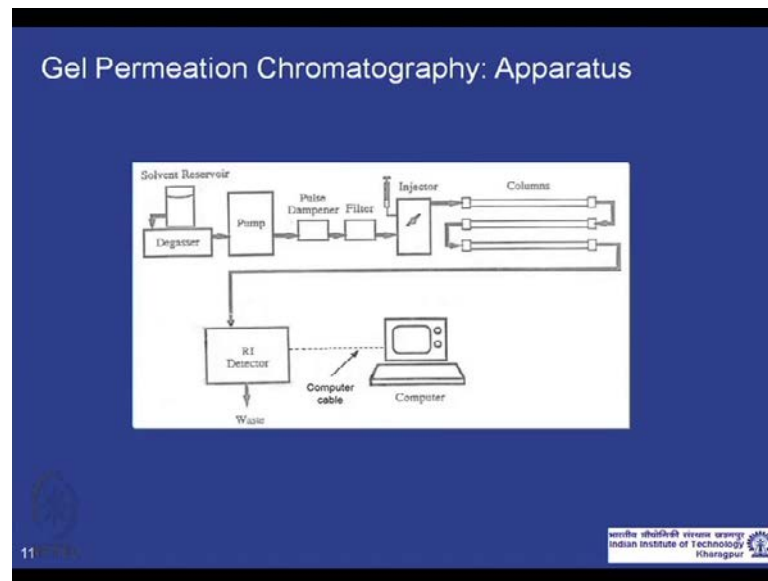 Gel Permeation Chromatography: Apparatus
Solvent Reservoir
Degasser
Pump
Pulse
Dampener
Filter
Injector
Columns
RI
Detector
Computer
cable
Computer
Waste
11
भारतीय प्रौद्योगिकी संस्थान खड़गपुर
Indian Institute of Technology
Kharagpur